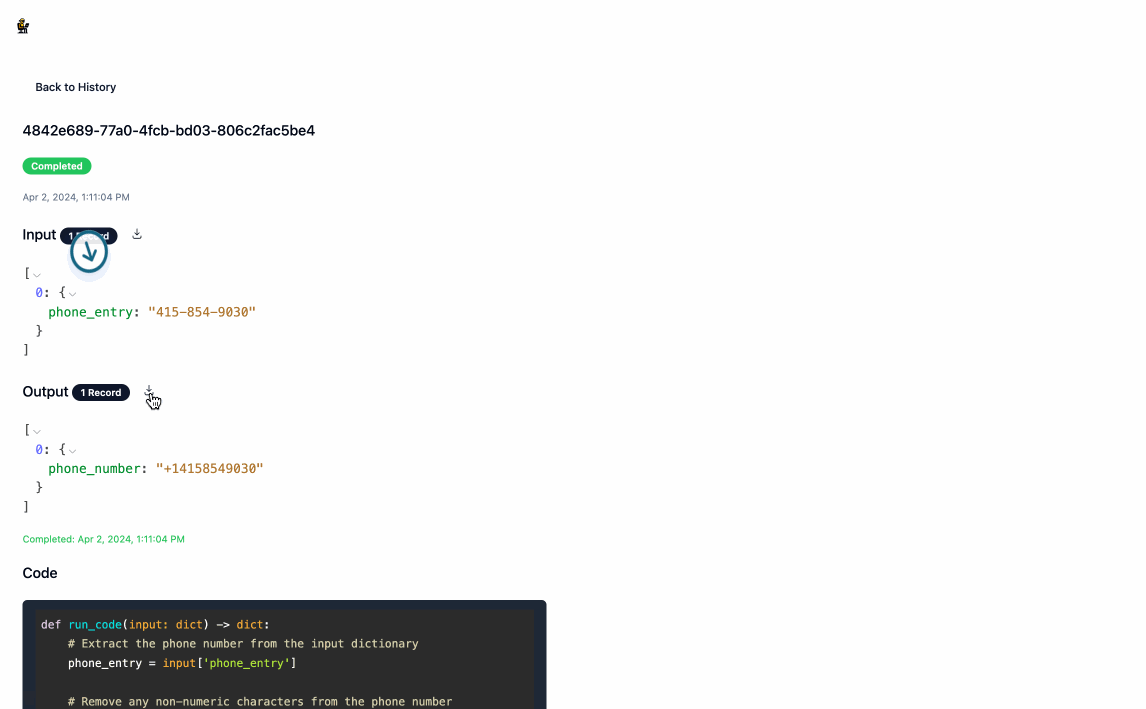 Back to History
4842e689-77a0-4fcb-bd03-806c2fac5be4
Completed
Apr 2, 2024, 1:11:04 PM
Input
[
0: {
phone_entry: "415-854-9030"
}
]
Output 1 Record
[
0: {
phone_number: "+14158549030"
}
]
Completed: Apr 2, 2024, 1:11:04 PM
Code
def run_code(input: dict) -> dict:
# Extract the phone number from the input dictionary
phone_entry = input['phone_entry']
# Remove any non-numeric characters from the phone number